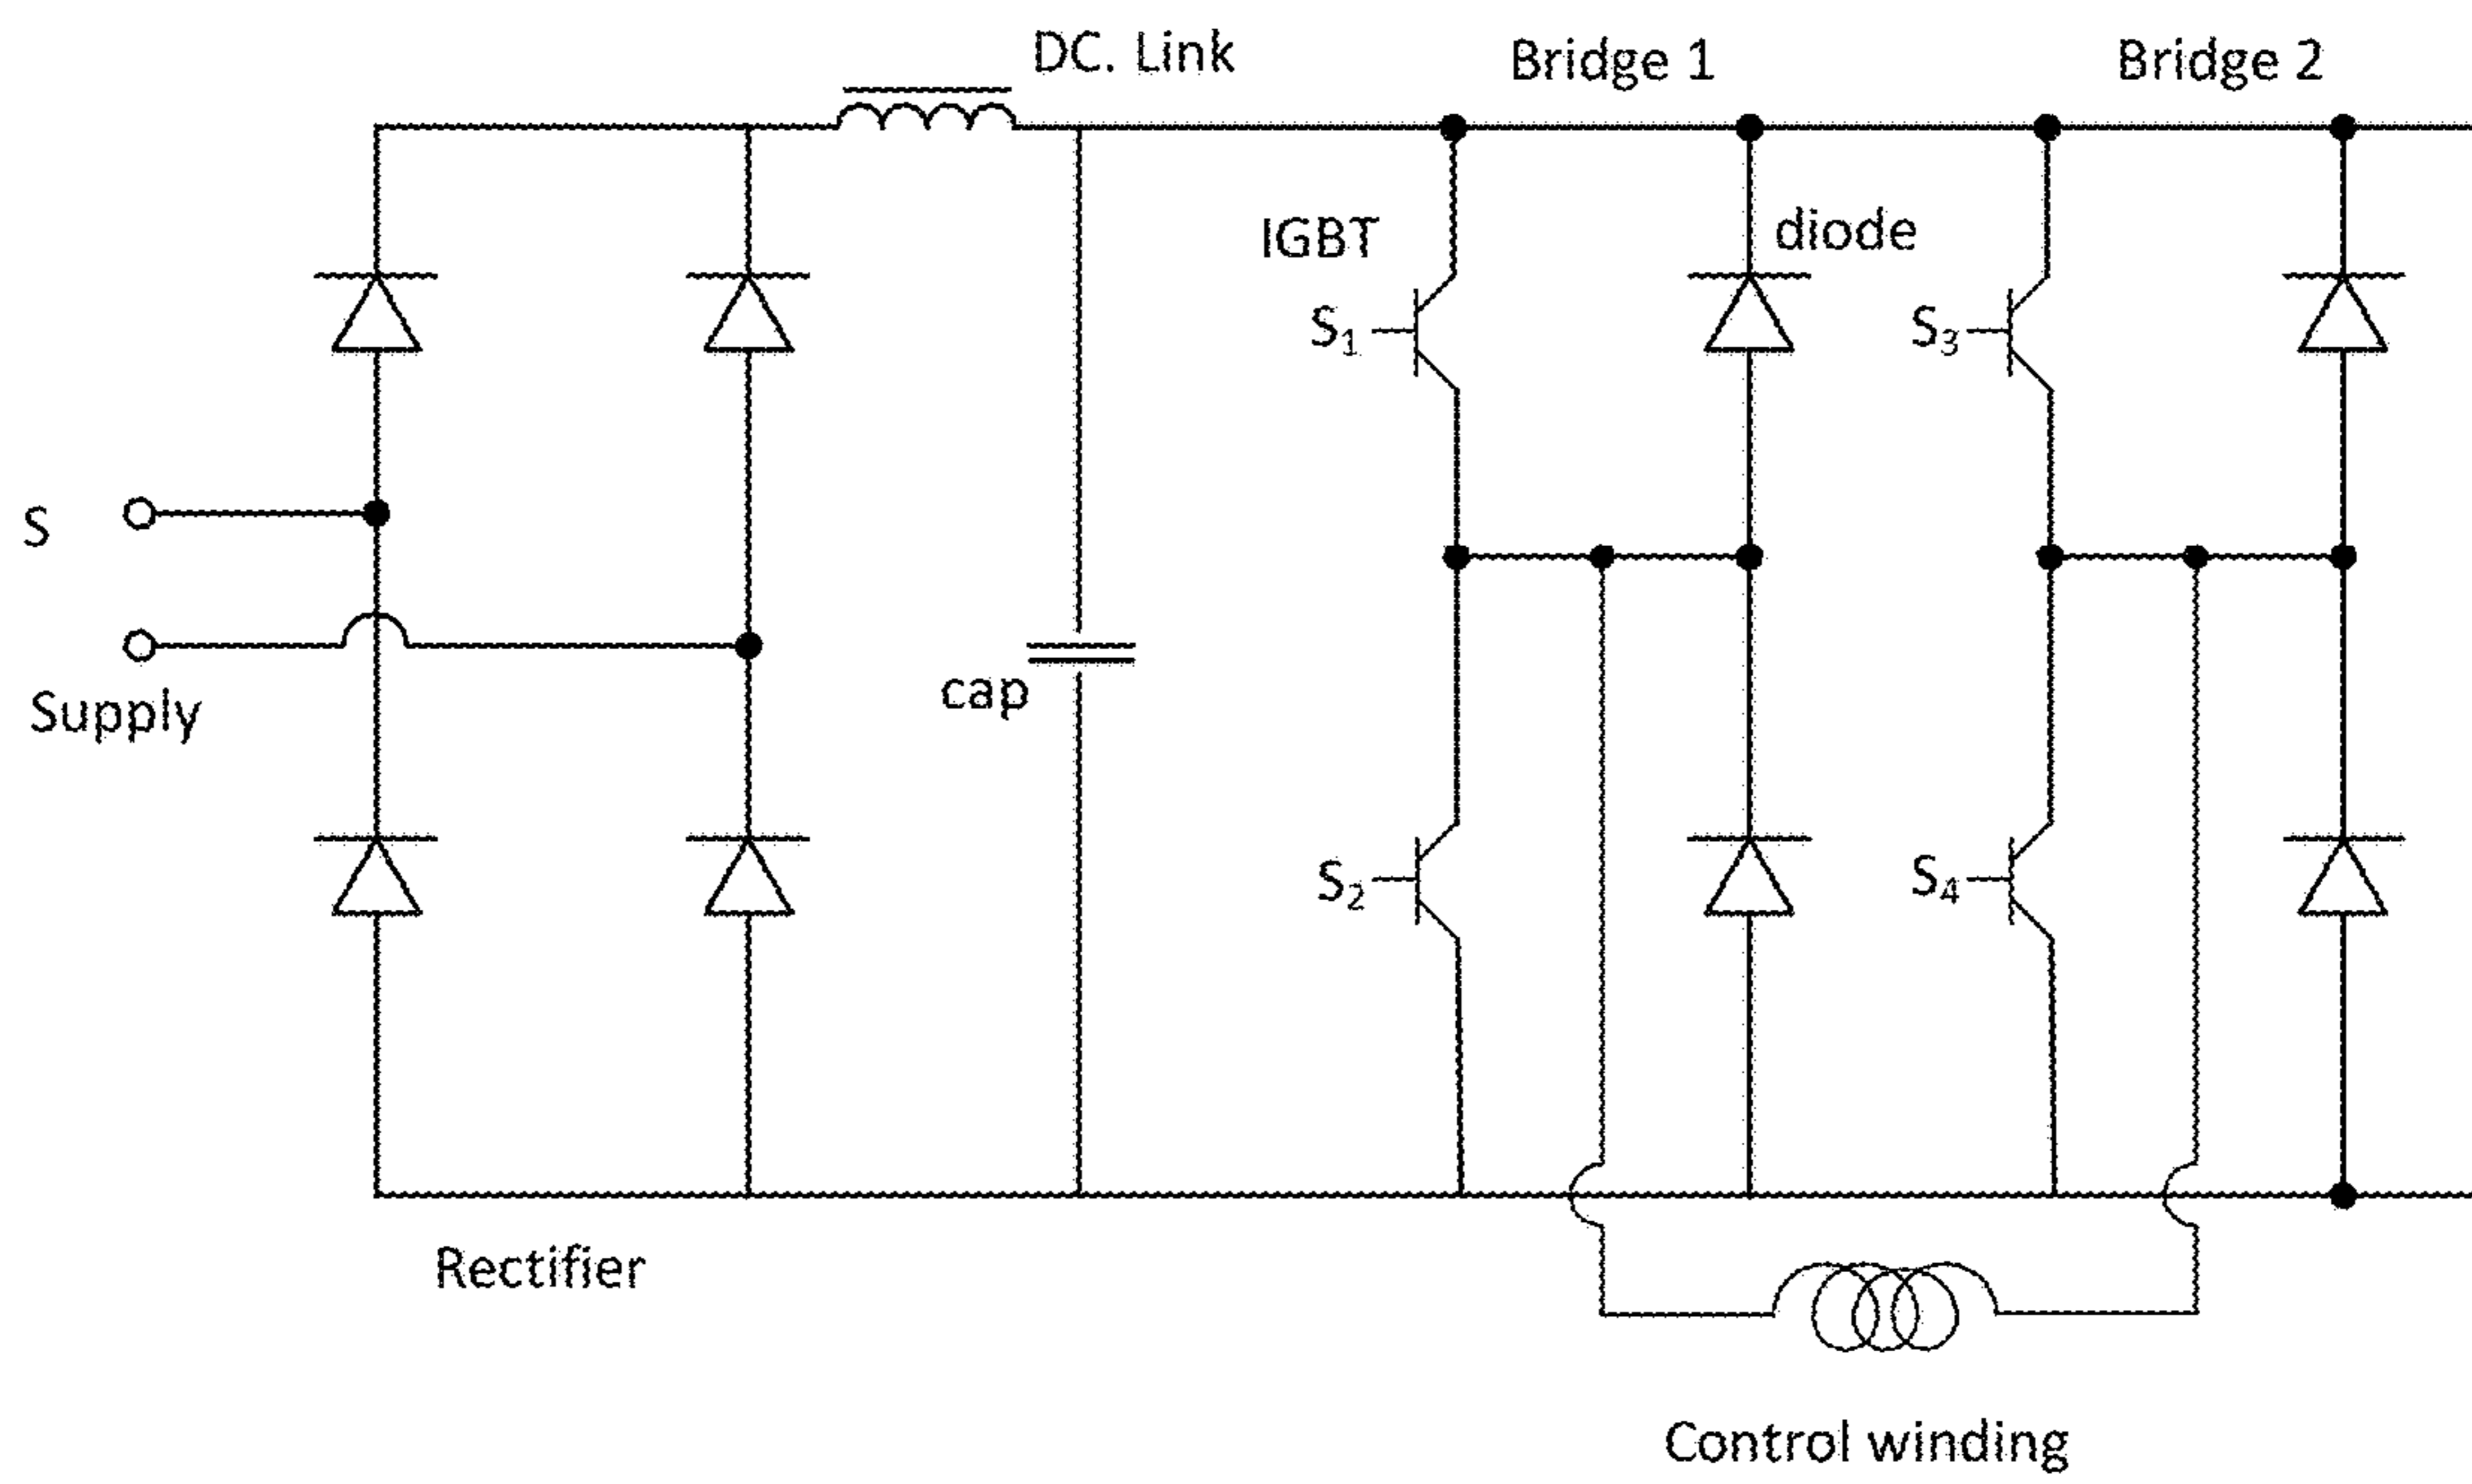 DC. Link
Bridge 1
Bridge 2
IGBT
diode
S1
S3
S
Supply
cap
S2
S4
Rectifier
Control winding